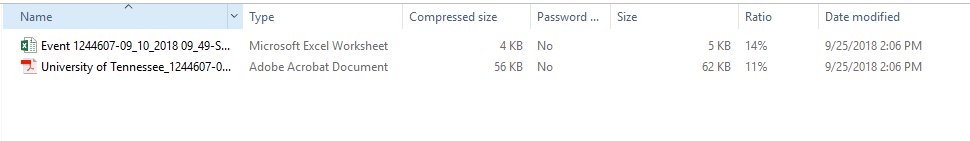 Name Type Compressed size Password ... Size Ratio Date modified
Event 1244607-09_10_2018 09_49-S... Microsoft Excel Worksheet 4 KB No 5 KB 14% 9/25/2018 2:06 PM
University of Tennessee_1244607-0... Adobe Acrobat Document 56 KB No 62 KB 11% 9/25/2018 2:06 PM